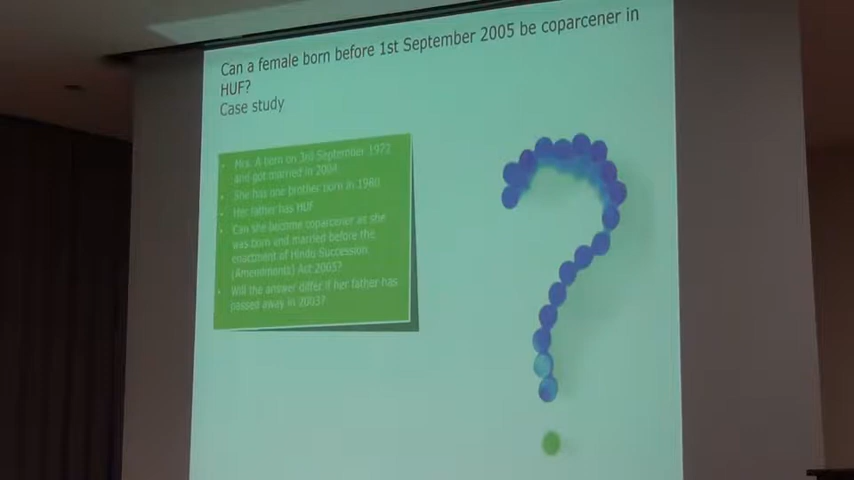 Can a female born before 1st September 2005 be coparcener in
HUF?
Case study
• Mrs. A born on 3rd September 1972
and got married in 2004
• She has one brother born in 1980
• Her father has HUF
• Can she become coparcener as she
was born and married before the
enactment of Hindu Succession
(Amendments) Act 2005?
• Will the answer differ if her father has
passed away in 2003?